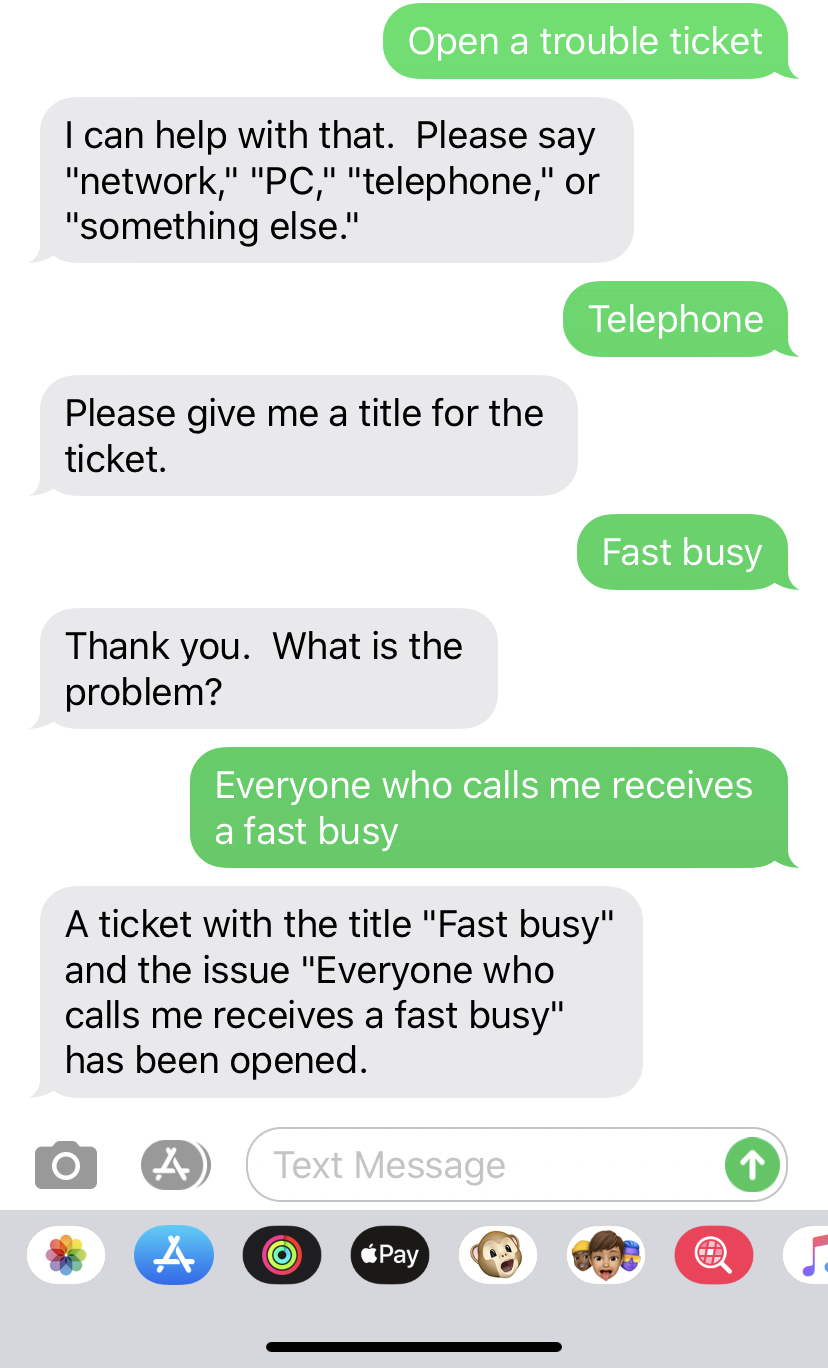 Open a trouble ticket
I can help with that.  Please say
"network," "PC," "telephone," or
"something else."
Telephone
Please give me a title for the
ticket.
Fast busy
Thank you.  What is the
problem?
Everyone who calls me receives
a fast busy
A ticket with the title "Fast busy"
and the issue "Everyone who
calls me receives a fast busy"
has been opened.
Text Message
Pay